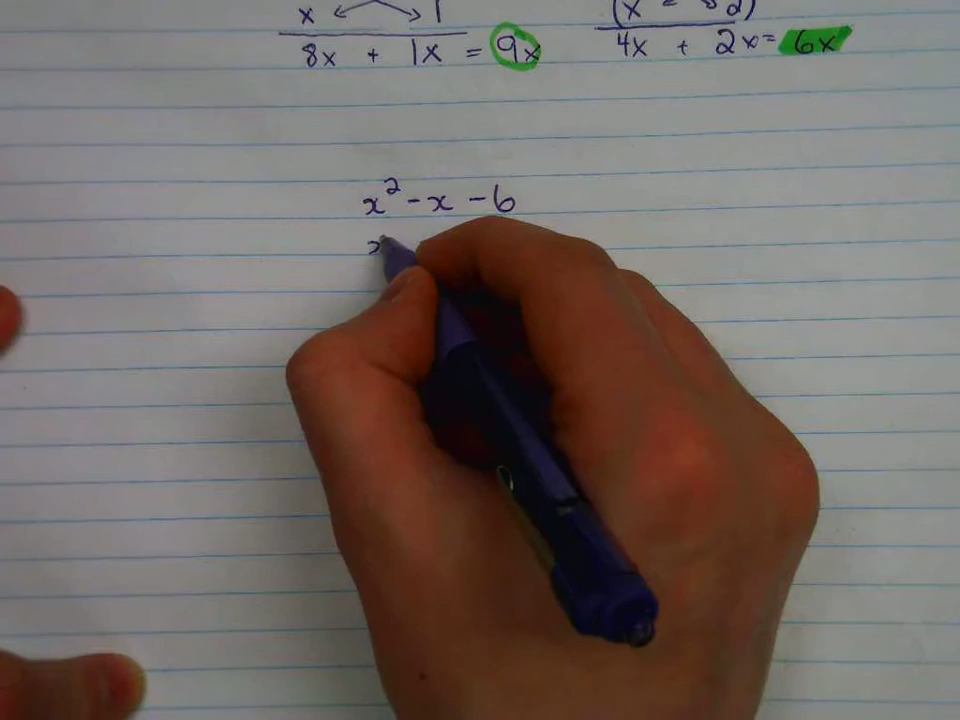 x 1
8x + 1x = 9x
4x + 2x = 6x
x² - x - 6
x